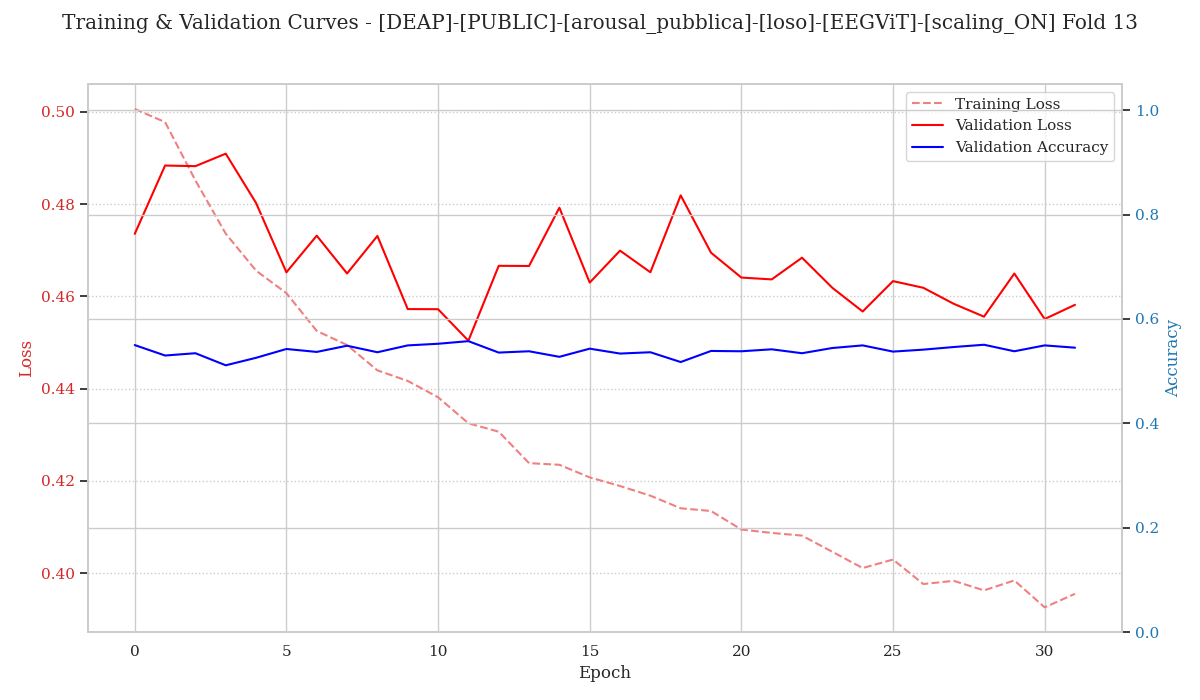 Training & Validation Curves - [DEAP]-[PUBLIC]-[arousal_pubblica]-[loso]-[EEGViT]-[scaling_ON] Fold 13
Training Loss
Validation Loss
Validation Accuracy
0.50
0.48
0.46
0.44
0.42
0.40
Loss
1.0
0.8
0.6
0.4
0.2
0.0
Accuracy
0 5 10 15 20 25 30
Epoch